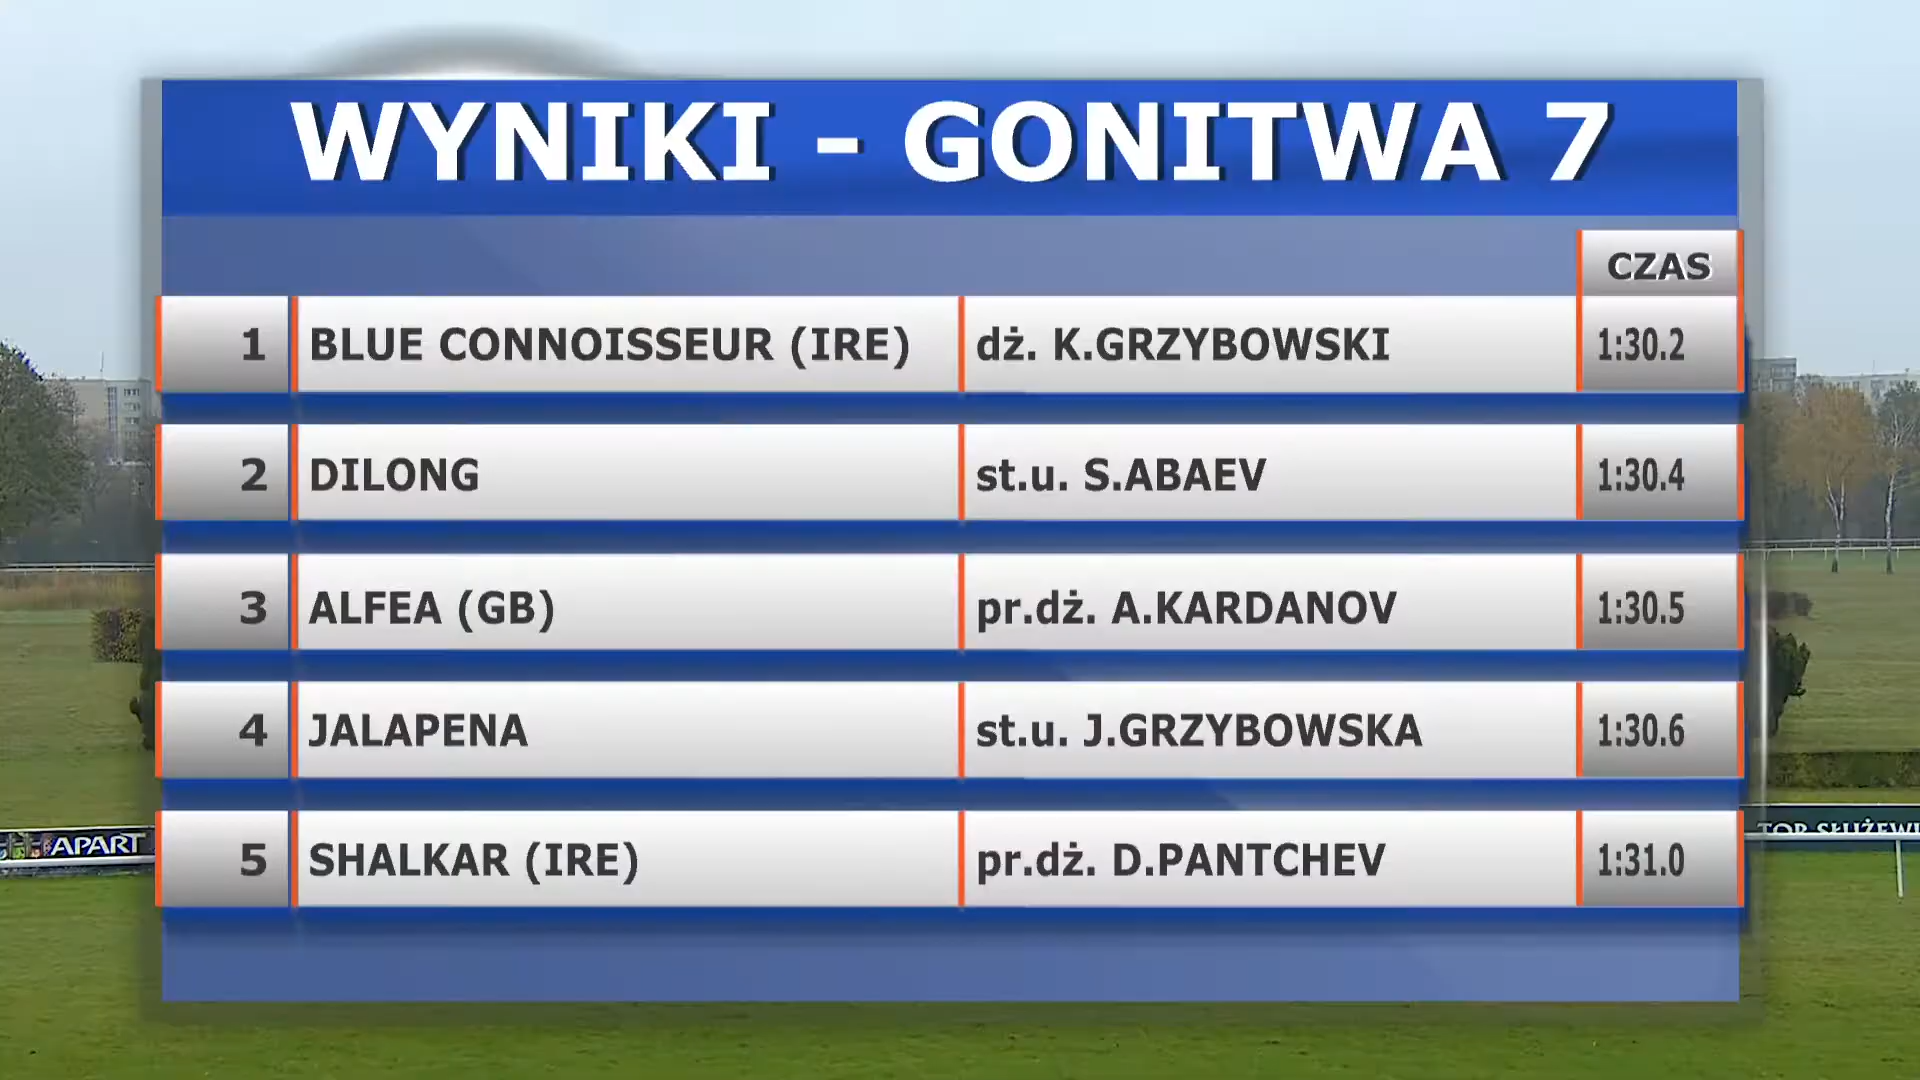 WYNIKI - GONITWA 7
CZAS
1 BLUE CONNOISSEUR (IRE) dż. K.GRZYBOWSKI 1:30.2
2 DILONG st.u. S.ABAEV 1:30.4
3 ALFEA (GB) pr.dż. A.KARDANOV 1:30.5
4 JALAPENA st.u. J.GRZYBOWSKA 1:30.6
5 SHALKAR (IRE) pr.dż. D.PANTCHEV 1:31.0
APART
TOR SŁUŻEW